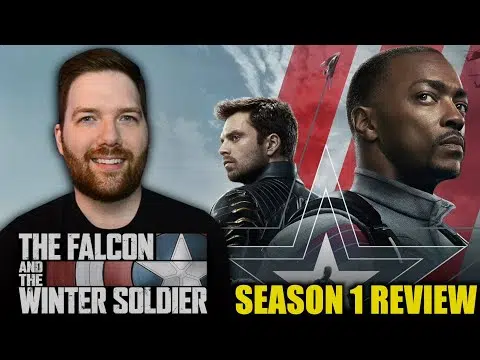 THE FALCON
AND THE
WINTER SOLDIER
SEASON 1 REVIEW